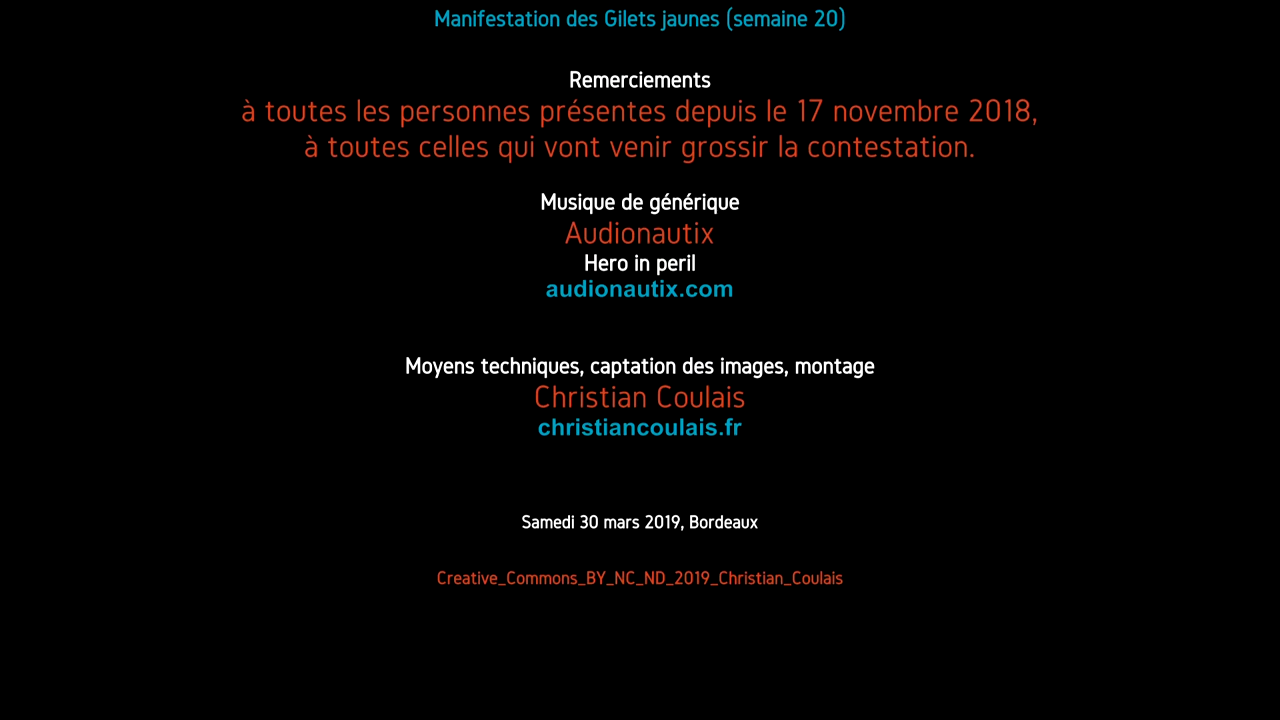 Manifestation des Gilets jaunes (semaine 20)
Remerciements
à toutes les personnes présentes depuis le 17 novembre 2018,
à toutes celles qui vont venir grossir la contestation.
Musique de générique
Audionautix
Hero in peril
audionautix.com
Moyens techniques, captation des images, montage
Christian Coulais
christiancoulais.fr
Samedi 30 mars 2019, Bordeaux
Creative_Commons_BY_NC_ND_2019_Christian_Coulais